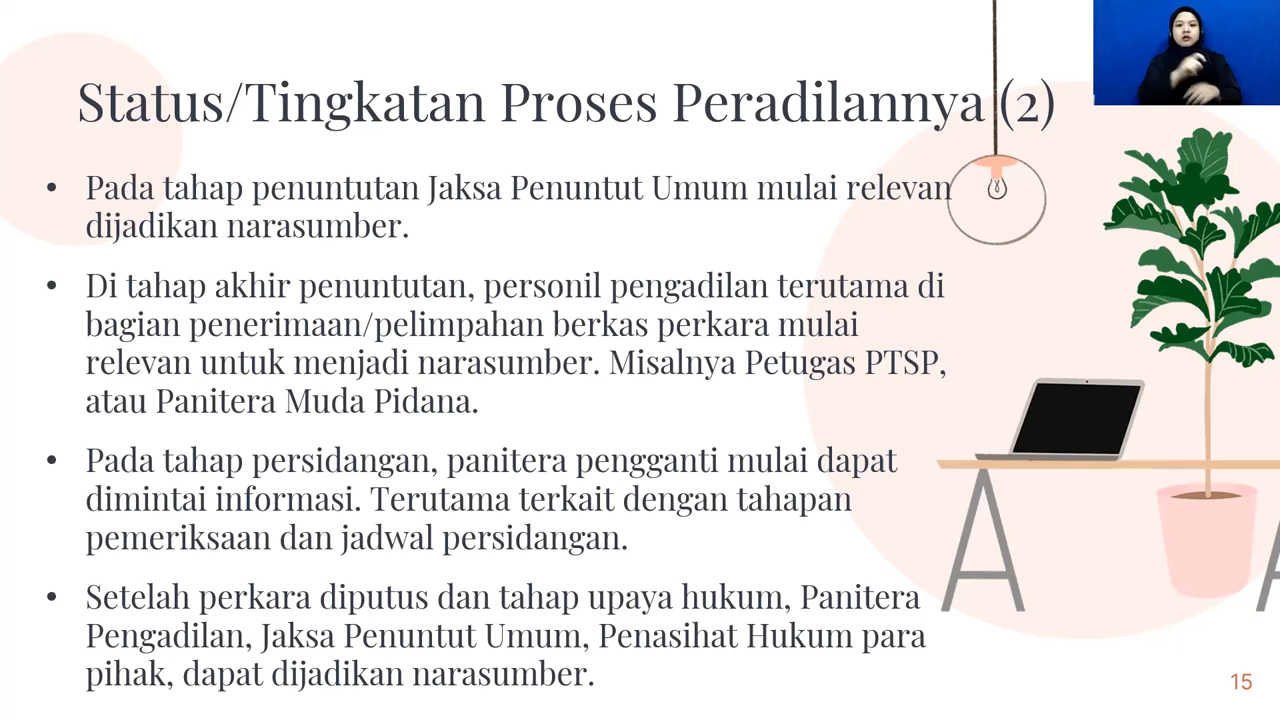 Status/Tingkatan Proses Peradilannya (2)
• Pada tahap penuntutan Jaksa Penuntut Umum mulai relevan
dijadikan narasumber.
• Di tahap akhir penuntutan, personil pengadilan terutama di
bagian penerimaan/pelimpahan berkas perkara mulai
relevan untuk menjadi narasumber. Misalnya Petugas PTSP,
atau Panitera Muda Pidana.
• Pada tahap persidangan, panitera pengganti mulai dapat
dimintai informasi. Terutama terkait dengan tahapan
pemeriksaan dan jadwal persidangan.
• Setelah perkara diputus dan tahap upaya hukum, Panitera
Pengadilan, Jaksa Penuntut Umum, Penasihat Hukum para
pihak, dapat dijadikan narasumber.
15